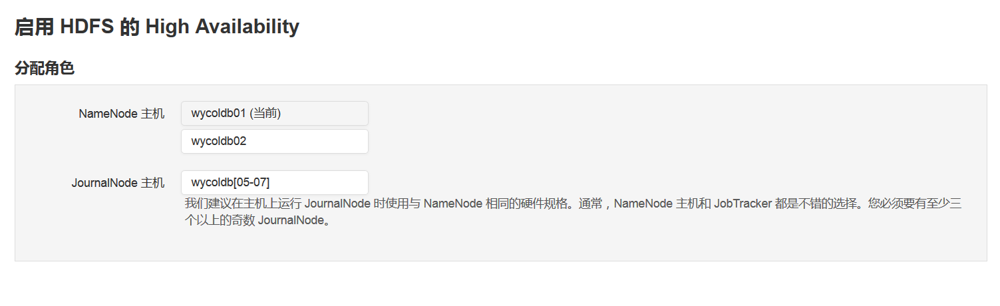 启用 HDFS 的 High Availability
分配角色
NameNode 主机
wycoldb01 (当前)
wycoldb02
JournalNode 主机
wycoldb[05-07]
我们建议在主机上运行 JournalNode 时使用与 NameNode 相同的硬件规格。通常，NameNode 主机和 JobTracker 都是不错的选择。您必须要有至少三
个以上的奇数 JournalNode。